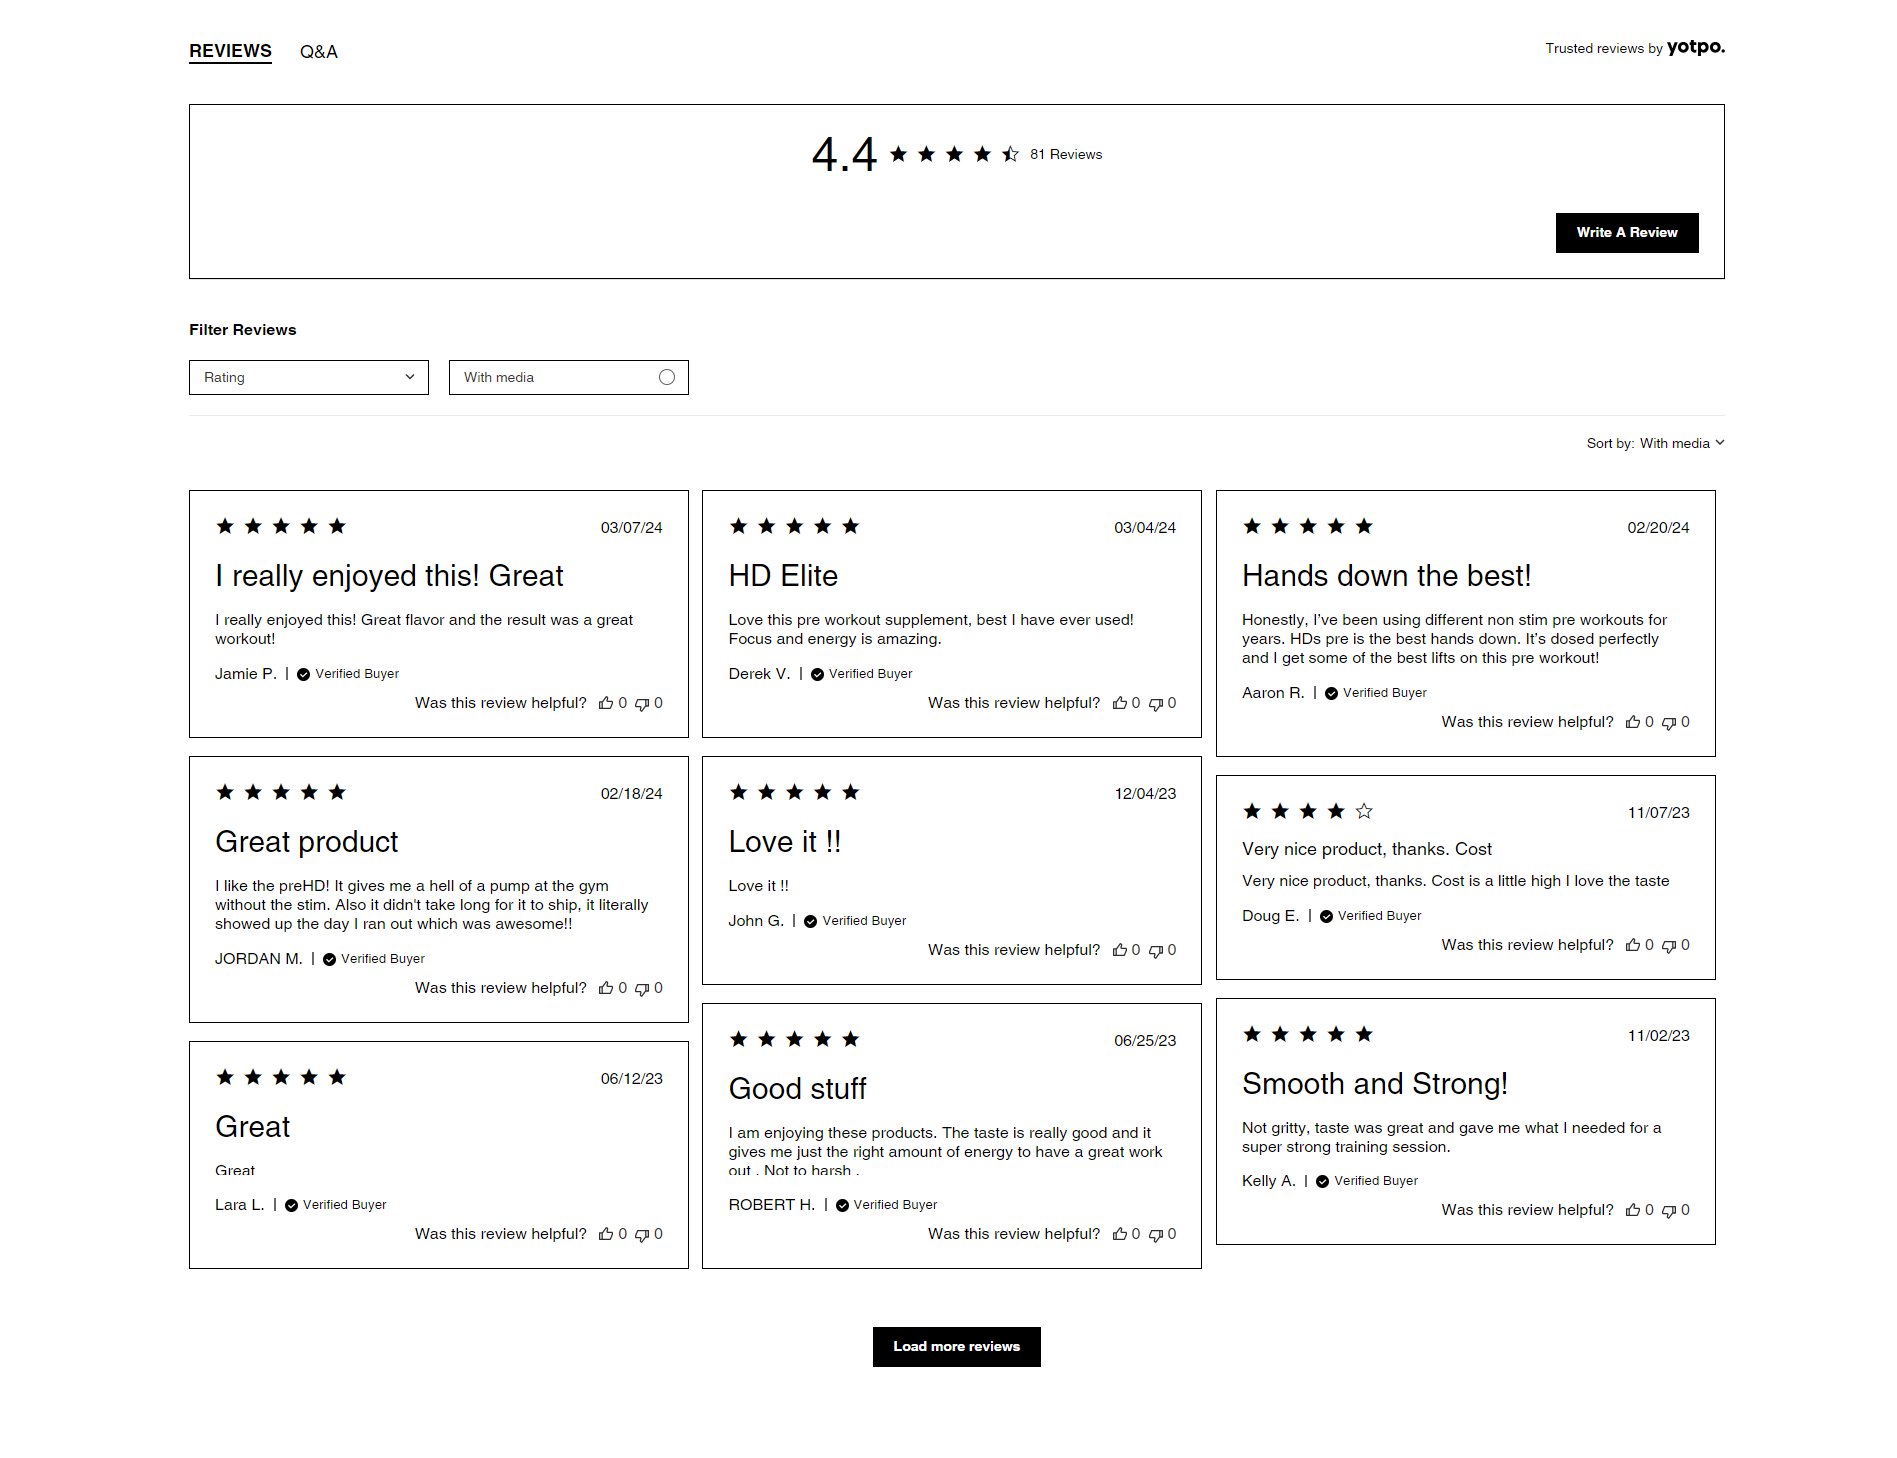 REVIEWS Q&A
Trusted reviews by yotpo.
4.4 81 Reviews
Write A Review
Filter Reviews
Rating
With media
Sort by: With media
03/07/24
I really enjoyed this! Great
I really enjoyed this! Great flavor and the result was a great
workout!
Jamie P. | Verified Buyer
Was this review helpful? 0 0
03/04/24
HD Elite
Love this pre workout supplement, best I have ever used!
Focus and energy is amazing.
Derek V. | Verified Buyer
Was this review helpful? 0 0
02/20/24
Hands down the best!
Honestly, I’ve been using different non stim pre workouts for
years. HDs pre is the best hands down. It’s dosed perfectly
and I get some of the best lifts on this pre workout!
Aaron R. | Verified Buyer
Was this review helpful? 0 0
02/18/24
Great product
I like the preHD! It gives me a hell of a pump at the gym
without the stim. Also it didn't take long for it to ship, it literally
showed up the day I ran out which was awesome!!
JORDAN M. | Verified Buyer
Was this review helpful? 0 0
12/04/23
Love it !!
Love it !!
John G. | Verified Buyer
Was this review helpful? 0 0
11/07/23
Very nice product, thanks. Cost
Very nice product, thanks. Cost is a little high I love the taste
Doug E. | Verified Buyer
Was this review helpful? 0 0
06/12/23
Great
Great
Lara L. | Verified Buyer
Was this review helpful? 0 0
06/25/23
Good stuff
I am enjoying these products. The taste is really good and it
gives me just the right amount of energy to have a great work
out . Not to harsh .
ROBERT H. | Verified Buyer
Was this review helpful? 0 0
11/02/23
Smooth and Strong!
Not gritty, taste was great and gave me what I needed for a
super strong training session.
Kelly A. | Verified Buyer
Was this review helpful? 0 0
Load more reviews